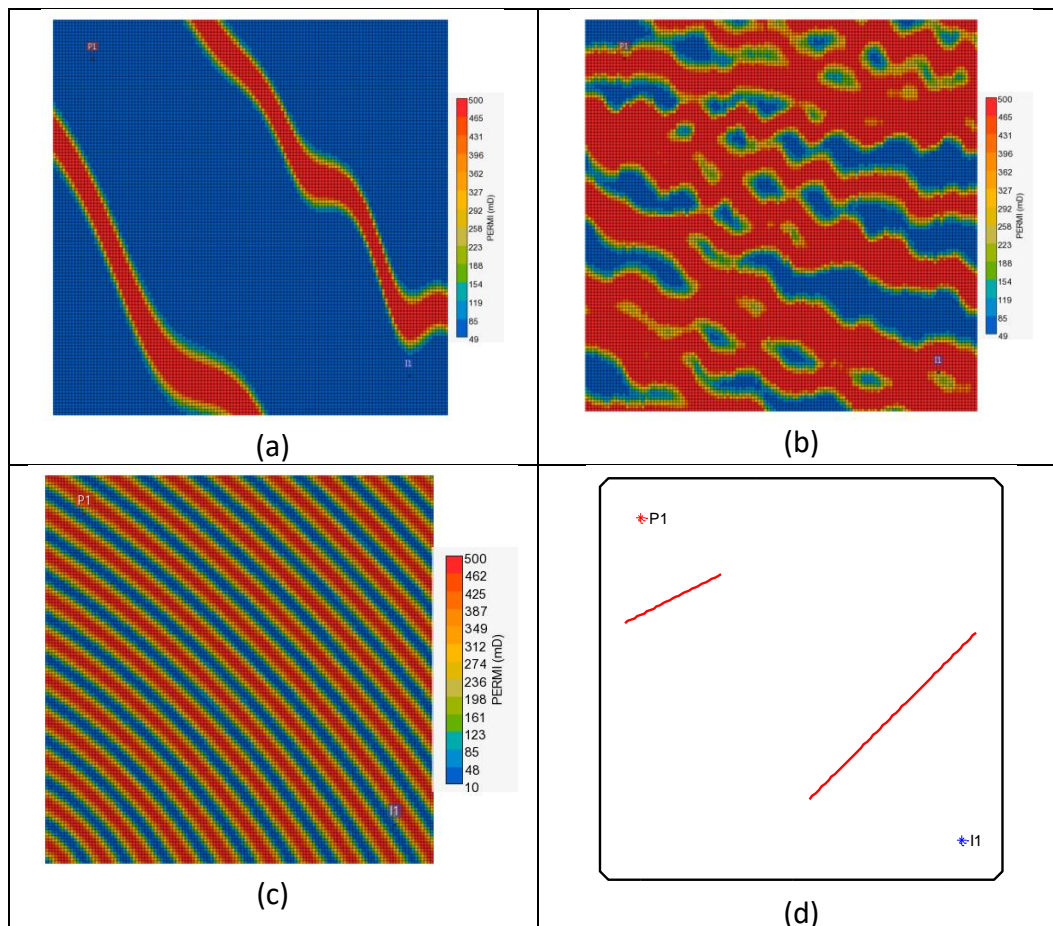 P1
500
465
431
396
362
327
292
258
223
188
154
119
85
49
PERMI (mD)
I1
(a)
P1
500
465
431
396
362
327
292
258
223
188
154
119
85
49
PERMI (mD)
I1
(b)
P1
500
462
425
387
349
312
274
236
198
161
123
85
48
10
PERMI (mD)
I1
(c)
P1
I1
(d)